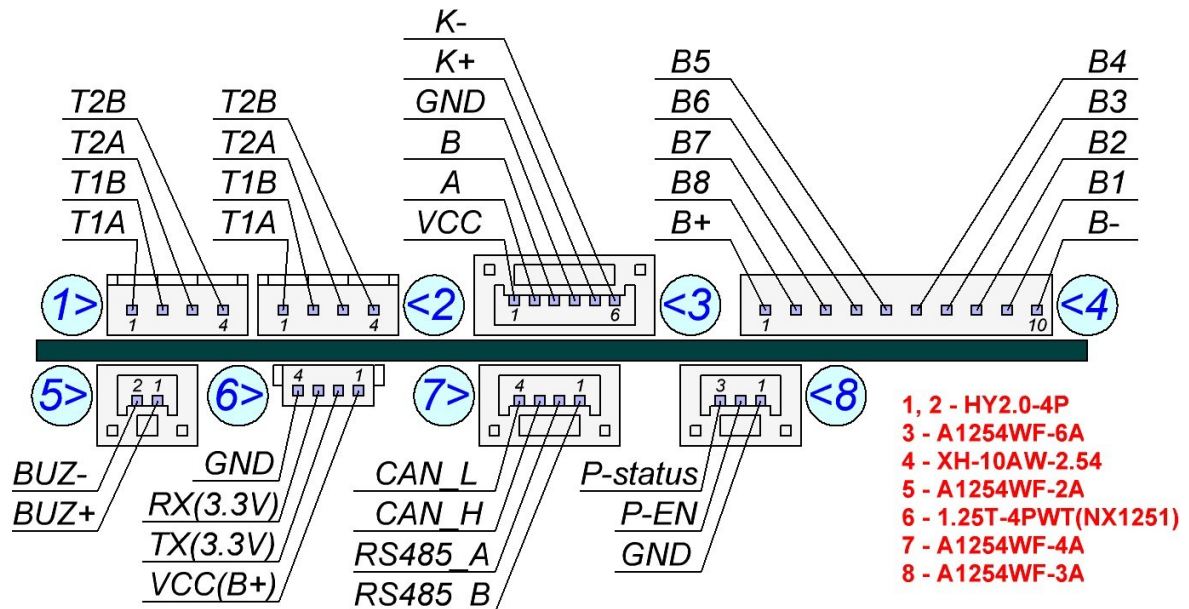 K-
K+
GND
B
A
VCC
T2B
T2A
T1B
T1A
T2B
T2A
T1B
T1A
B5
B6
B7
B8
B+
B4
B3
B2
B1
B-
1>
1 4
1 4
<2
1 6
<3
1 10
<4
5>
2 1
6>
4 1
7>
4 1
3 1
<8
BUZ-
BUZ+
GND
RX(3.3V)
TX(3.3V)
VCC(B+)
CAN_L
CAN_H
RS485_A
RS485_B
P-status
P-EN
GND
1, 2 - HY2.0-4P
3 - A1254WF-6A
4 - XH-10AW-2.54
5 - A1254WF-2A
6 - 1.25T-4PWT(NX1251)
7 - A1254WF-4A
8 - A1254WF-3A